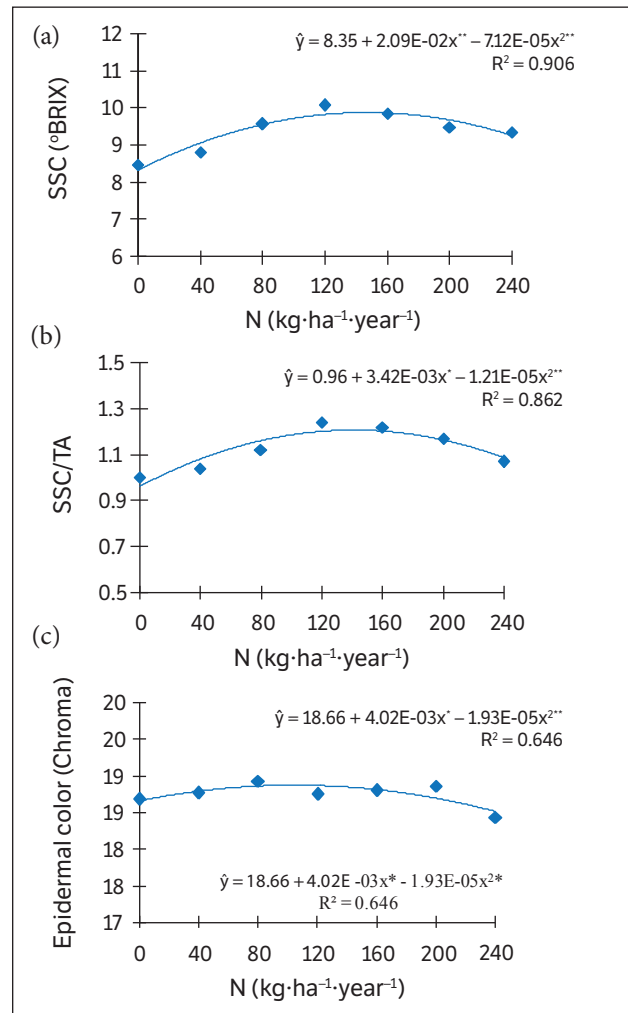 (a)
ŷ = 8.35 + 2.09E-02x** – 7.12E-05x²**
R² = 0.906
12
11
10
9
8
7
6
SSC (ºBRIX)
0 40 80 120 160 200 240
N (kg·ha⁻¹·year⁻¹)
(b)
ŷ = 0.96 + 3.42E-03x* – 1.21E-05x²**
R² = 0.862
1.5
1.3
1.1
0.9
0.7
0.5
SSC/TA
0 40 80 120 160 200 240
N (kg·ha⁻¹·year⁻¹)
(c)
ŷ = 18.66 + 4.02E-03x* – 1.93E-05x²**
R² = 0.646
20
20
19
19
18
18
17
Epidermal color (Chroma)
ŷ = 18.66 + 4.02E -03x* - 1.93E-05x²*
R² = 0.646
0 40 80 120 160 200 240
N (kg·ha⁻¹·year⁻¹)